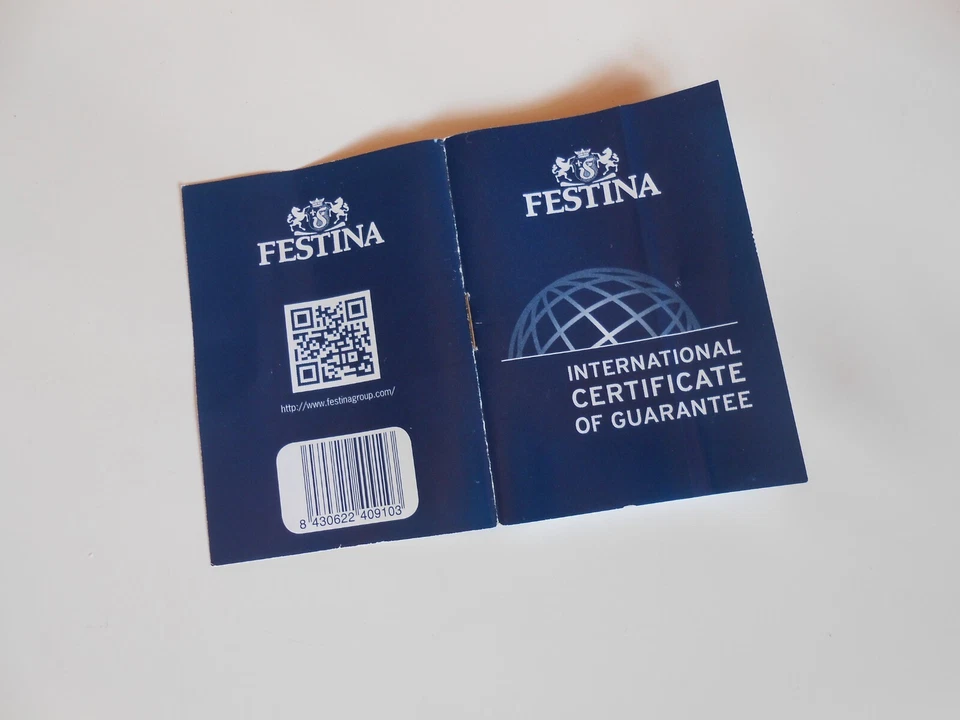 FESTINA
http://www.festinagroup.com/
8 430622 409103
FESTINA
INTERNATIONAL
CERTIFICATE
OF GUARANTEE